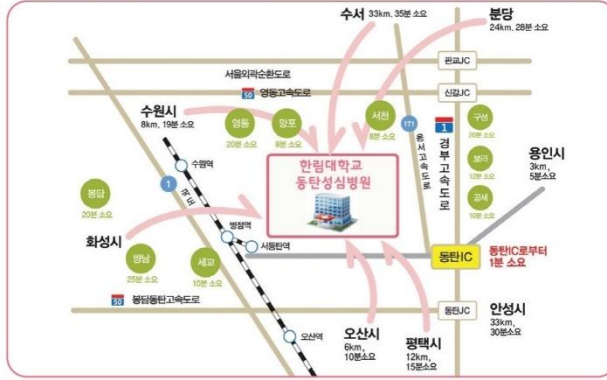 수서 33km, 35분 소요
분당
24km, 28분 소요
서울외곽순환도로
판교JC
50 영동고속도로
신갈JC
수원시
8km, 19분 소요
영통
20분 소요
망포
6분 소요
서천
8분 소요
171
용서고속도로
1
경부고속도로
구성
20분 소요
보라
12분 소요
공세
10분 소요
용인시
3km,
5분소요
수원역
한림대학교
동탄성심병원
봉담
20분 소요
1
병점역
서동탄역
화성시
향남
25분 소요
세교
10분 소요
동탄IC
동탄IC로부터
1분 소요
50 봉담동탄고속도로
동탄JC
안성시
33km,
30분소요
오산역
오산시
6km,
10분소요
평택시
12km,
15분소요